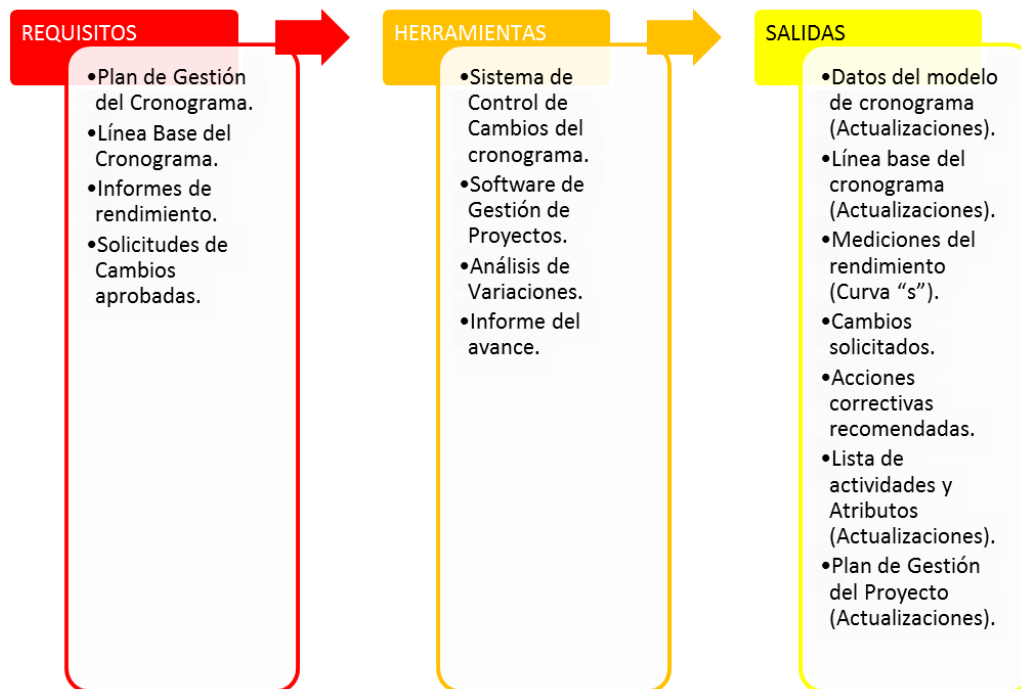 REQUISITOS
•Plan de Gestión
del Cronograma.
•Línea Base del
Cronograma.
•Informes de
rendimiento.
•Solicitudes de
Cambios
aprobadas.
HERRAMIENTAS
•Sistema de
Control de
Cambios del
cronograma.
•Software de
Gestión de
Proyectos.
•Análisis de
Variaciones.
•Informe del
avance.
SALIDAS
•Datos del modelo
de cronograma
(Actualizaciones).
•Línea base del
cronograma
(Actualizaciones).
•Mediciones del
rendimiento
(Curva “s”).
•Cambios
solicitados.
•Acciones
correctivas
recomendadas.
•Lista de
actividades y
Atributos
(Actualizaciones).
•Plan de Gestión
del Proyecto
(Actualizaciones).